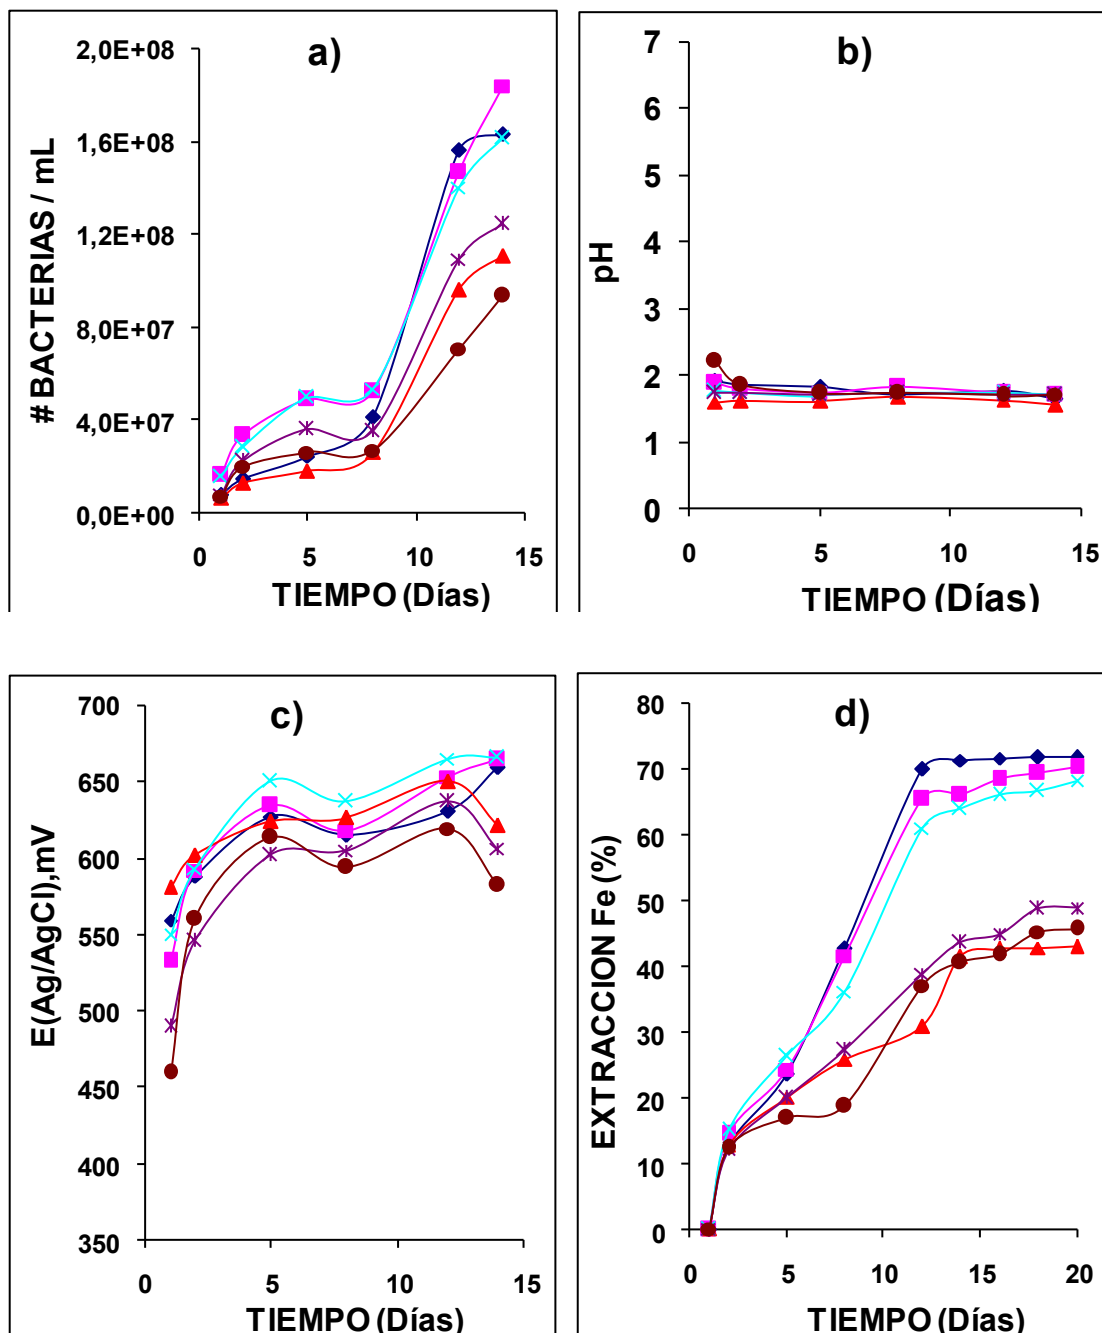 a)
# BACTERIAS / mL
2,0E+08
1,6E+08
1,2E+08
8,0E+07
4,0E+07
0,0E+00
0 5 10 15
TIEMPO (Días)
b)
pH
7
6
5
4
3
2
1
0
0 5 10 15
TIEMPO (Días)
c)
E(Ag/AgCl),mV
700
650
600
550
500
450
400
350
0 5 10 15
TIEMPO (Días)
d)
EXTRACCION Fe (%)
80
70
60
50
40
30
20
10
0
0 5 10 15 20
TIEMPO (Días)